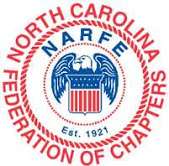 NORTH CAROLINA
NARFE
Est. 1921
FEDERATION OF CHAPTERS